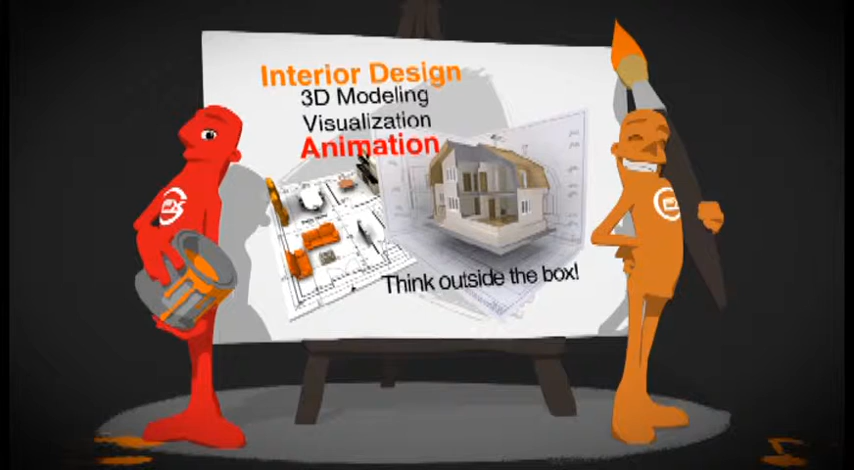 Interior Design
3D Modeling
Visualization
Animation
Think outside the box!